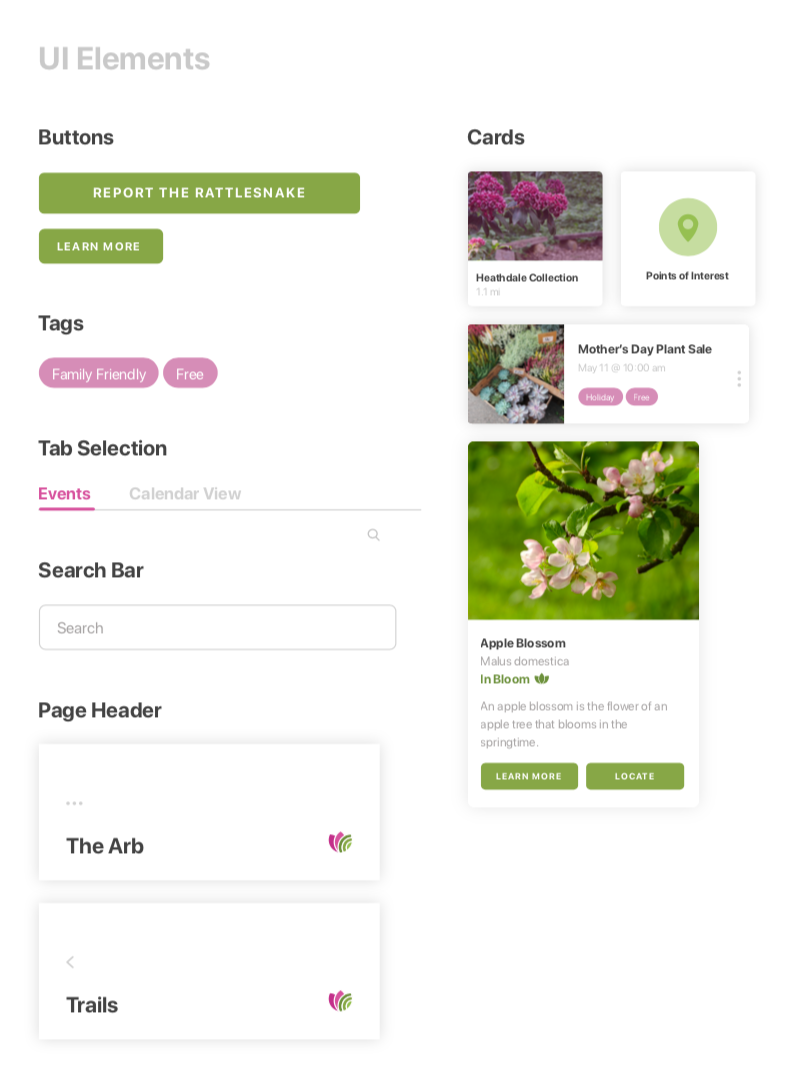 UI Elements
Buttons
REPORT THE RATTLESNAKE
LEARN MORE
Tags
Family Friendly
Free
Tab Selection
Events
Calendar View
Search Bar
Search
Page Header
The Arb
Trails
Cards
Heathdale Collection
1.1 mi
Points of Interest
Mother's Day Plant Sale
May 11 @ 10:00 am
Holiday
Free
Apple Blossom
Malus domestica
In Bloom
An apple blossom is the flower of an
apple tree that blooms in the
springtime.
LEARN MORE
LOCATE